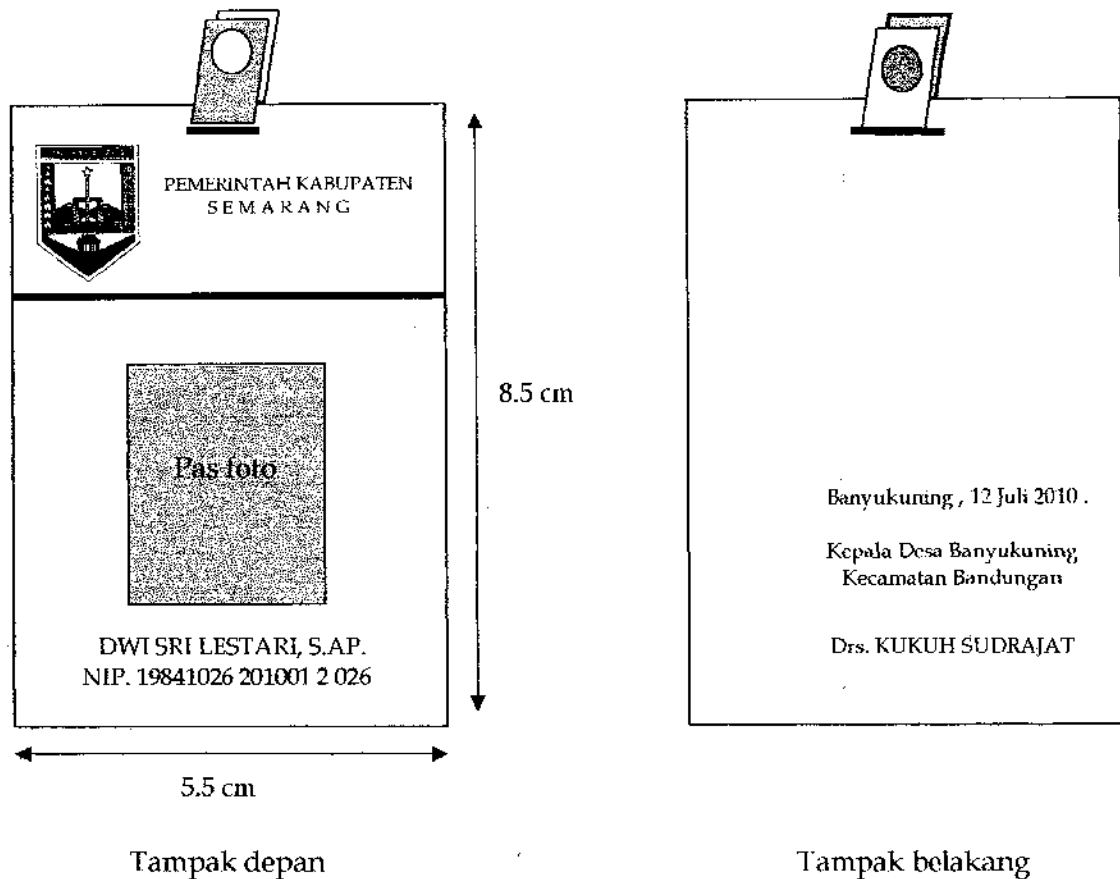 PEMERINTAH KABUPATEN
SEMARANG
8.5 cm
Pas foto
DWI SRI LESTARI, S.AP.
NIP. 19841026 201001 2 026
5.5 cm
Tampak depan
Banyukuning , 12 Juli 2010 .
Kepala Desa Banyukuning
Kecamatan Bandungan
Drs. KUKUH SUDRAJAT
Tampak belakang